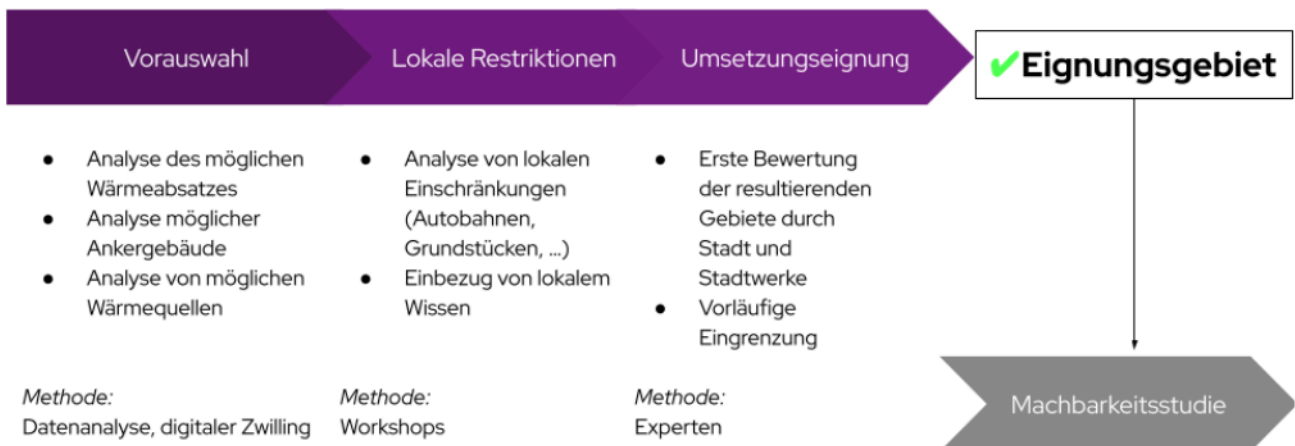 Vorauswahl
Lokale Restriktionen
Umsetzungseignung
✔Eignungsgebiet
● Analyse des möglichen
Wärmeabsatzes
● Analyse möglicher
Ankergebäude
● Analyse von möglichen
Wärmequellen
● Analyse von lokalen
Einschränkungen
(Autobahnen,
Grundstücken, ...)
● Einbezug von lokalem
Wissen
● Erste Bewertung
der resultierenden
Gebiete durch
Stadt und
Stadtwerke
● Vorläufige
Eingrenzung
Methode:
Datenanalyse, digitaler Zwilling
Methode:
Workshops
Methode:
Experten
Machbarkeitsstudie